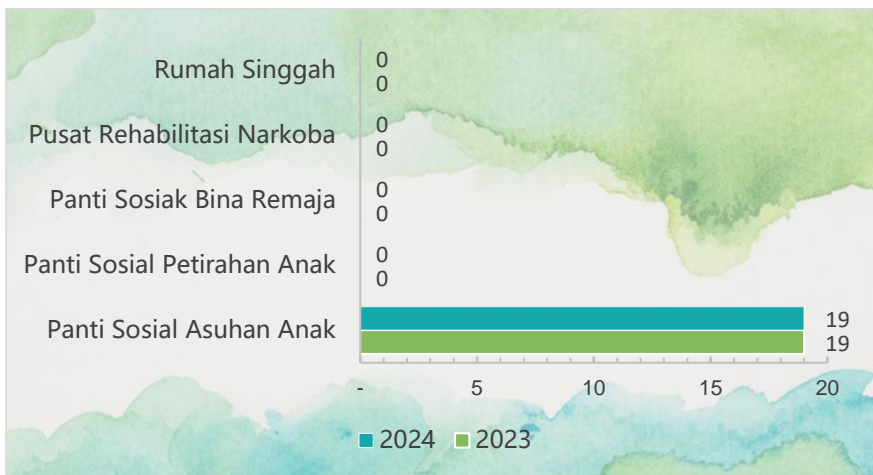 Rumah Singgah
0
0
Pusat Rehabilitasi Narkoba
0
0
Panti Sosiak Bina Remaja
0
0
Panti Sosial Petirahan Anak
0
0
Panti Sosial Asuhan Anak
19
19
- 5 10 15 20
2024 2023